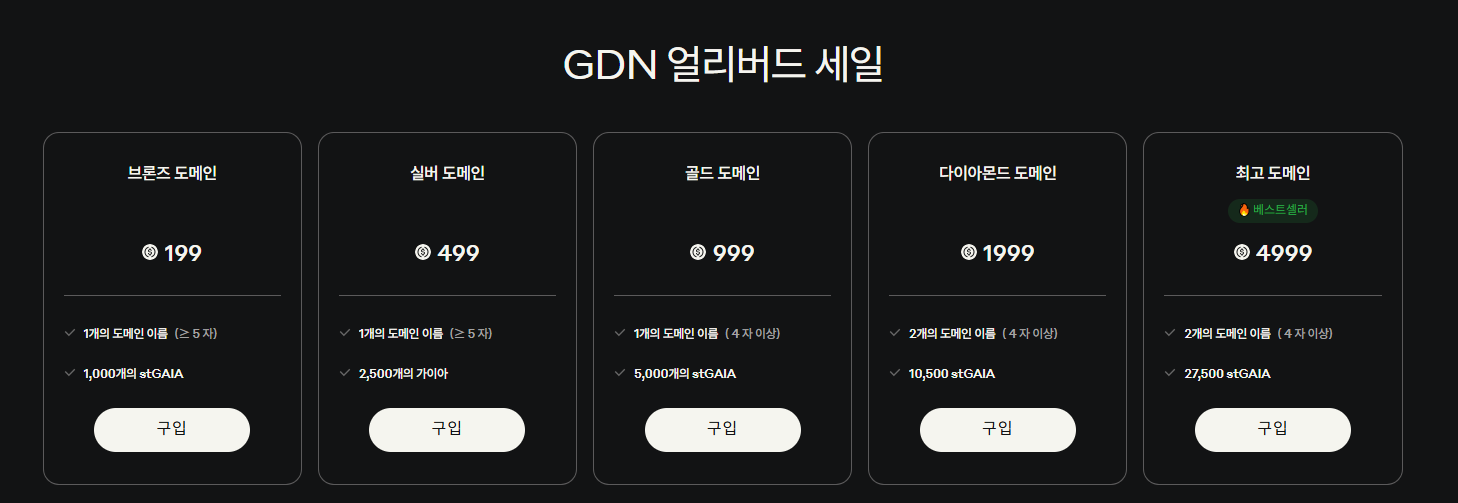 GDN 얼리버드 세일
브론즈 도메인
199
1개의 도메인 이름 (≥ 5 자)
1,000개의 stGAIA
구입
실버 도메인
499
1개의 도메인 이름 (≥ 5 자)
2,500개의 가이아
구입
골드 도메인
999
1개의 도메인 이름 ( 4 자 이상)
5,000개의 stGAIA
구입
다이아몬드 도메인
1999
2개의 도메인 이름 ( 4 자 이상)
10,500 stGAIA
구입
최고 도메인
🔥 베스트셀러
4999
2개의 도메인 이름 ( 4 자 이상)
27,500 stGAIA
구입